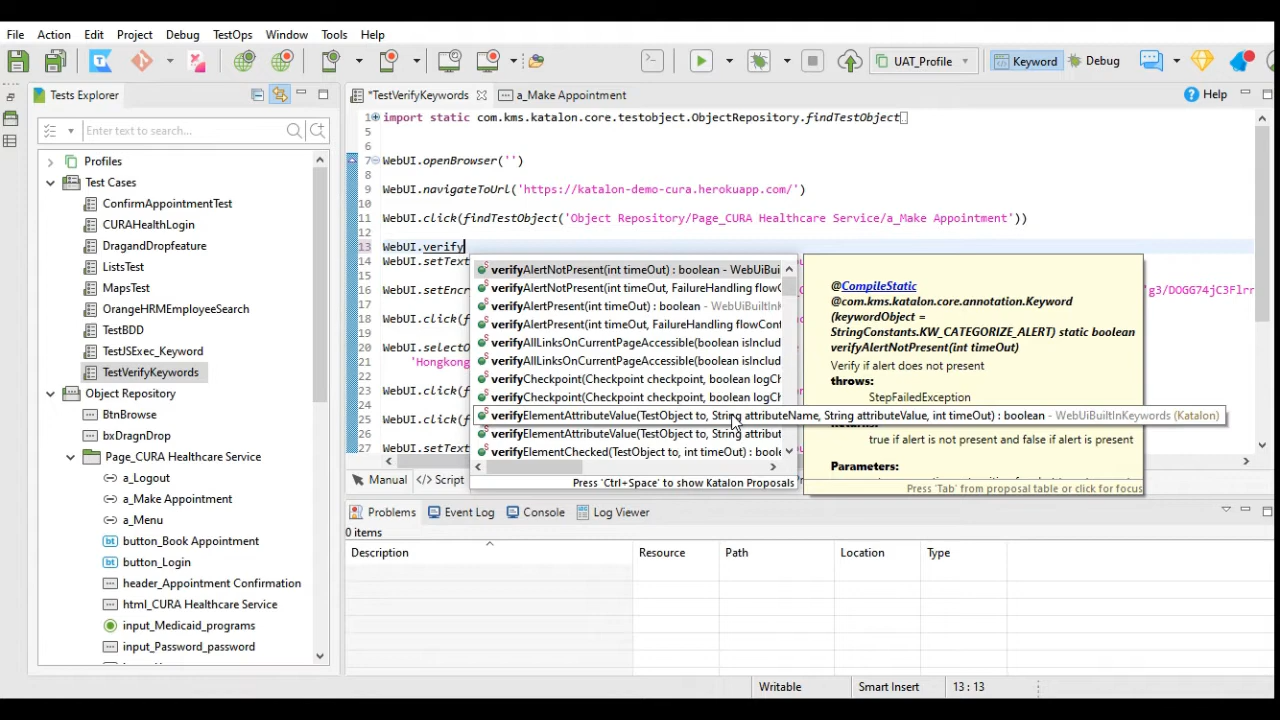 File Action Edit Project Debug TestOps Window Tools Help
UAT_Profile Keyword Debug
Tests Explorer
*TestVerifyKeywords a_Make Appointment Help
Enter text to search...
Profiles
Test Cases
ConfirmAppointmentTest
CURAHealthLogin
DragandDropfeature
ListsTest
MapsTest
OrangeHRMEmployeeSearch
TestBDD
TestJSExec_Keyword
TestVerifyKeywords
Object Repository
BtnBrowse
bxDragnDrop
Page_CURA Healthcare Service
a_Logout
a_Make Appointment
a_Menu
button_Book Appointment
button_Login
header_Appointment Confirmation
html_CURA Healthcare Service
input_Medicaid_programs
input_Password_password
1 import static com.kms.katalon.core.testobject.ObjectRepository.findTestObject
5
6
7 WebUI.openBrowser('')
8
9 WebUI.navigateToUrl('https://katalon-demo-cura.herokuapp.com/')
10
11 WebUI.click(findTestObject('Object Repository/Page_CURA Healthcare Service/a_Make Appointment'))
12
13 WebUI.verify
14 WebUI.setText
15
16 WebUI.setEncr g3/DOGG74jC3Flrr
17
18 WebUI.click(f
19
20 WebUI.selectO
21 'Hongkong
22
23 WebUI.click(f
24
25 WebUI.click(f
26
27 WebUI.setText
verifyAlertNotPresent(int timeOut) : boolean - WebUiBui
verifyAlertNotPresent(int timeOut, FailureHandling flowC
verifyAlertPresent(int timeOut) : boolean - WebUiBuiltInK
verifyAlertPresent(int timeOut, FailureHandling flowCont
verifyAllLinksOnCurrentPageAccessible(boolean isInclud
verifyAllLinksOnCurrentPageAccessible(boolean isInclud
verifyCheckpoint(Checkpoint checkpoint, boolean logCh
verifyCheckpoint(Checkpoint checkpoint, boolean logCh
verifyElementAttributeValue(TestObject to, String attributeName, String attributeValue, int timeOut) : boolean - WebUiBuiltInKeywords (Katalon)
verifyElementAttributeValue(TestObject to, String attribut
verifyElementChecked(TestObject to, int timeOut) : boole
Press 'Ctrl+Space' to show Katalon Proposals
@CompileStatic
@com.kms.katalon.core.annotation.Keyword
(keywordObject =
StringConstants.KW_CATEGORIZE_ALERT) static boolean
verifyAlertNotPresent(int timeOut)
Verify if alert does not present
throws:
StepFailedException
true if alert is not present and false if alert is present
Parameters:
Press 'Tab' from proposal table or click for focus
Manual Script
Problems Event Log Console Log Viewer
0 items
Description Resource Path Location Type
Writable Smart Insert 13 : 13